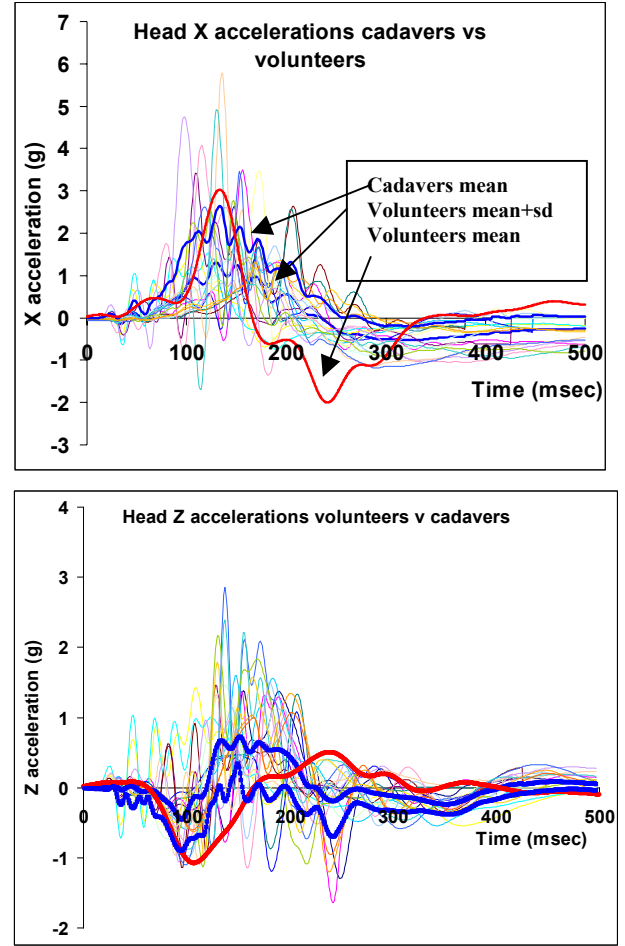 Head X accelerations cadavers vs
volunteers
7
6
5
4
3
2
1
0
-1
-2
-3
X acceleration (g)
Cadavers mean
Volunteers mean+sd
Volunteers mean
0 100 200 300 400 500
Time (msec)
Head Z accelerations volunteers v cadavers
4
3
2
1
0
-1
-2
Z acceleration (g)
0 100 200 300 400 500
Time (msec)